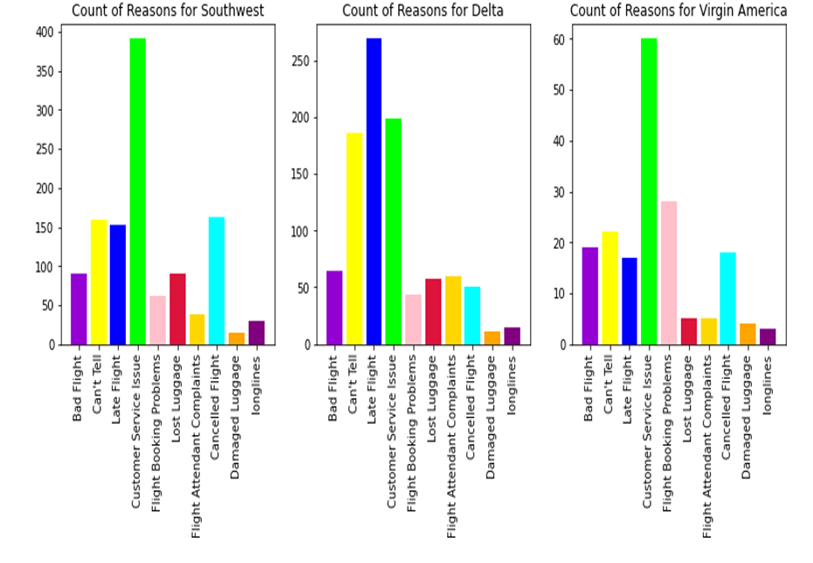 Count of Reasons for Southwest
400
350
300
250
200
150
100
50
0
Bad Flight
Can't Tell
Late Flight
Customer Service Issue
Flight Booking Problems
Lost Luggage
Flight Attendant Complaints
Cancelled Flight
Damaged Luggage
longlines
Count of Reasons for Delta
250
200
150
100
50
0
Bad Flight
Can't Tell
Late Flight
Customer Service Issue
Flight Booking Problems
Lost Luggage
Flight Attendant Complaints
Cancelled Flight
Damaged Luggage
longlines
Count of Reasons for Virgin America
60
50
40
30
20
10
0
Bad Flight
Can't Tell
Late Flight
Customer Service Issue
Flight Booking Problems
Lost Luggage
Flight Attendant Complaints
Cancelled Flight
Damaged Luggage
longlines